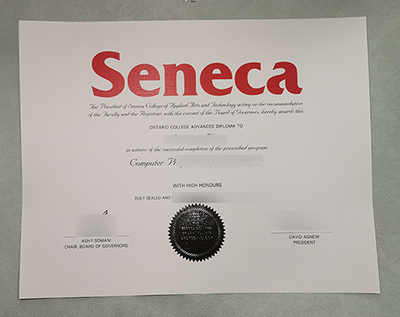 Seneca
The President of Seneca College of Applied Arts and Technology acting on the recommendation
of the Faculty and the Registrar, with the consent of the Board of Governors, hereby awards this
ONTARIO COLLEGE ADVANCED DIPLOMA TO
in witness of the successful completion of the prescribed program
Computer P
WITH HIGH HONOURS
DULY SEALED AND
ASHIF SOMANI
CHAIR, BOARD OF GOVERNORS
DAVID AGNEW
PRESIDENT